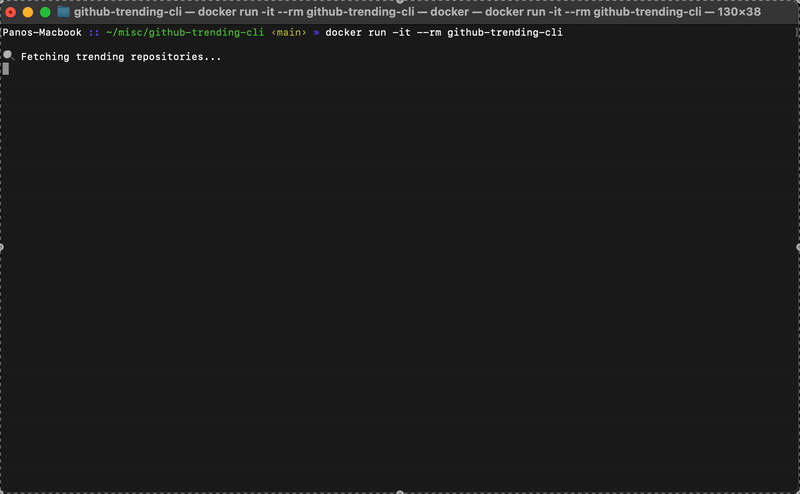 github-trending-cli — docker run -it --rm github-trending-cli — docker — docker run -it --rm github-trending-cli — 130×38
Panos-Macbook :: ~/misc/github-trending-cli ‹main› » docker run -it --rm github-trending-cli
🔍 Fetching trending repositories...